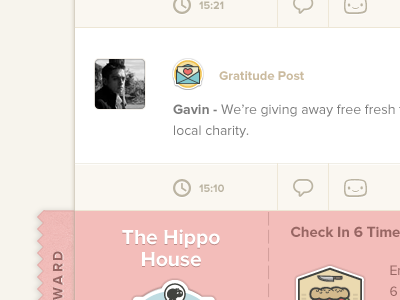 15:21
Gratitude Post
Gavin - We're giving away free fresh
local charity.
15:10
The Hippo
House
Check In 6 Time
WARD
6